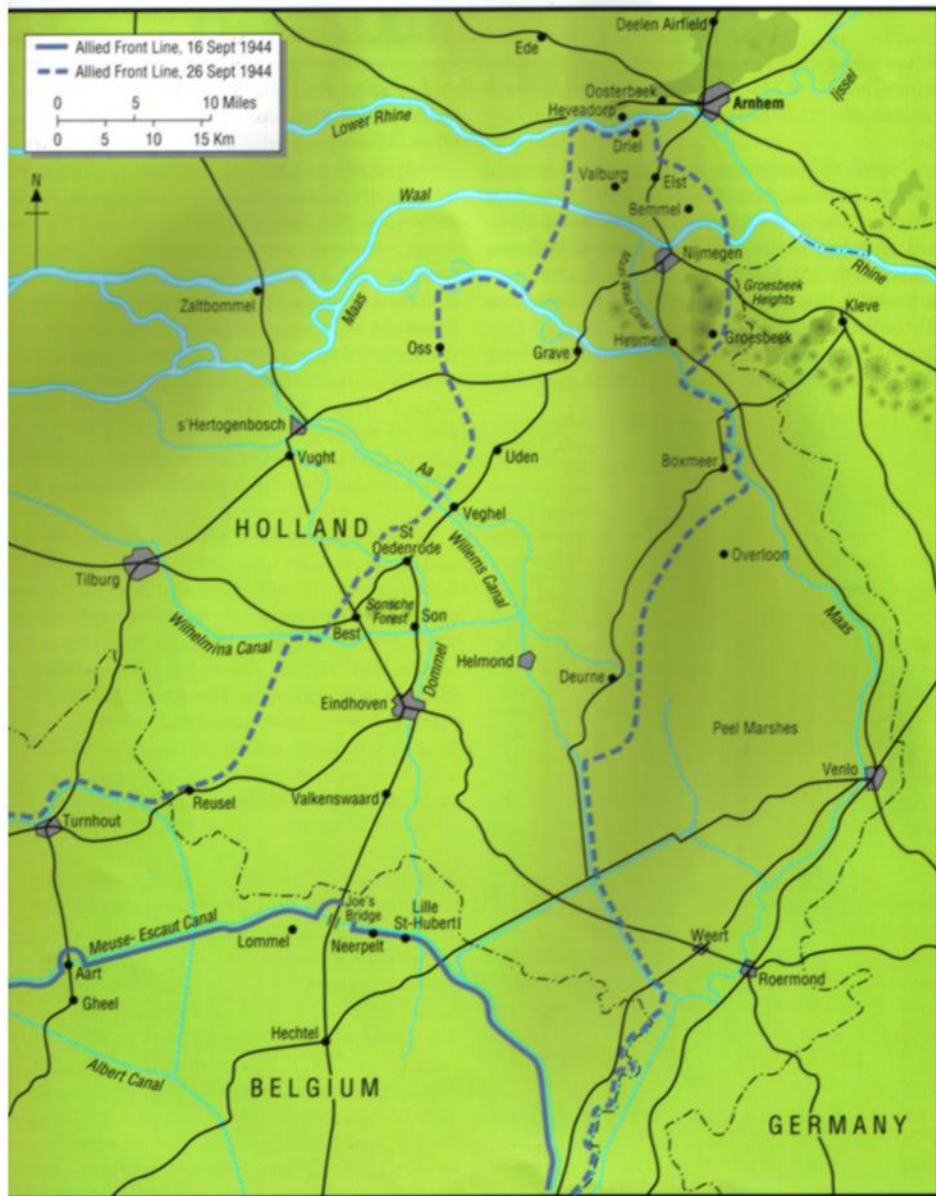 Allied Front Line, 16 Sept 1944
Allied Front Line, 26 Sept 1944
0 5 10 Miles
0 5 10 15 Km
N
Deelen Airfield
Ede
Oosterbeek
Arnhem
Ijssel
Heveadorp
Lower Rhine
Driel
Valburg
Elst
Waal
Bemmel
Nijmegen
Rhine
Maas Waal Canal
Groesbeek
Heights
Zaltbommel
Maas
Kleve
Oss
Grave
Heumen
Groesbeek
s'Hertogenbosch
Vught
Aa
Uden
Boxmeer
Veghel
HOLLAND
St
Oedenrode
Willems Canal
Overloon
Tilburg
Sonsche
Forest
Son
Maas
Wilhelmina Canal
Best
Dommel
Helmond
Deurne
Eindhoven
Peel Marshes
Venlo
Reusel
Valkenswaard
Turnhout
Joe's
Bridge
Lille
St-Hubertl
Meuse-Escaut Canal
Lommel
Neerpelt
Weert
Aart
Roermond
Gheel
Hechtel
Albert Canal
BELGIUM
GERMANY